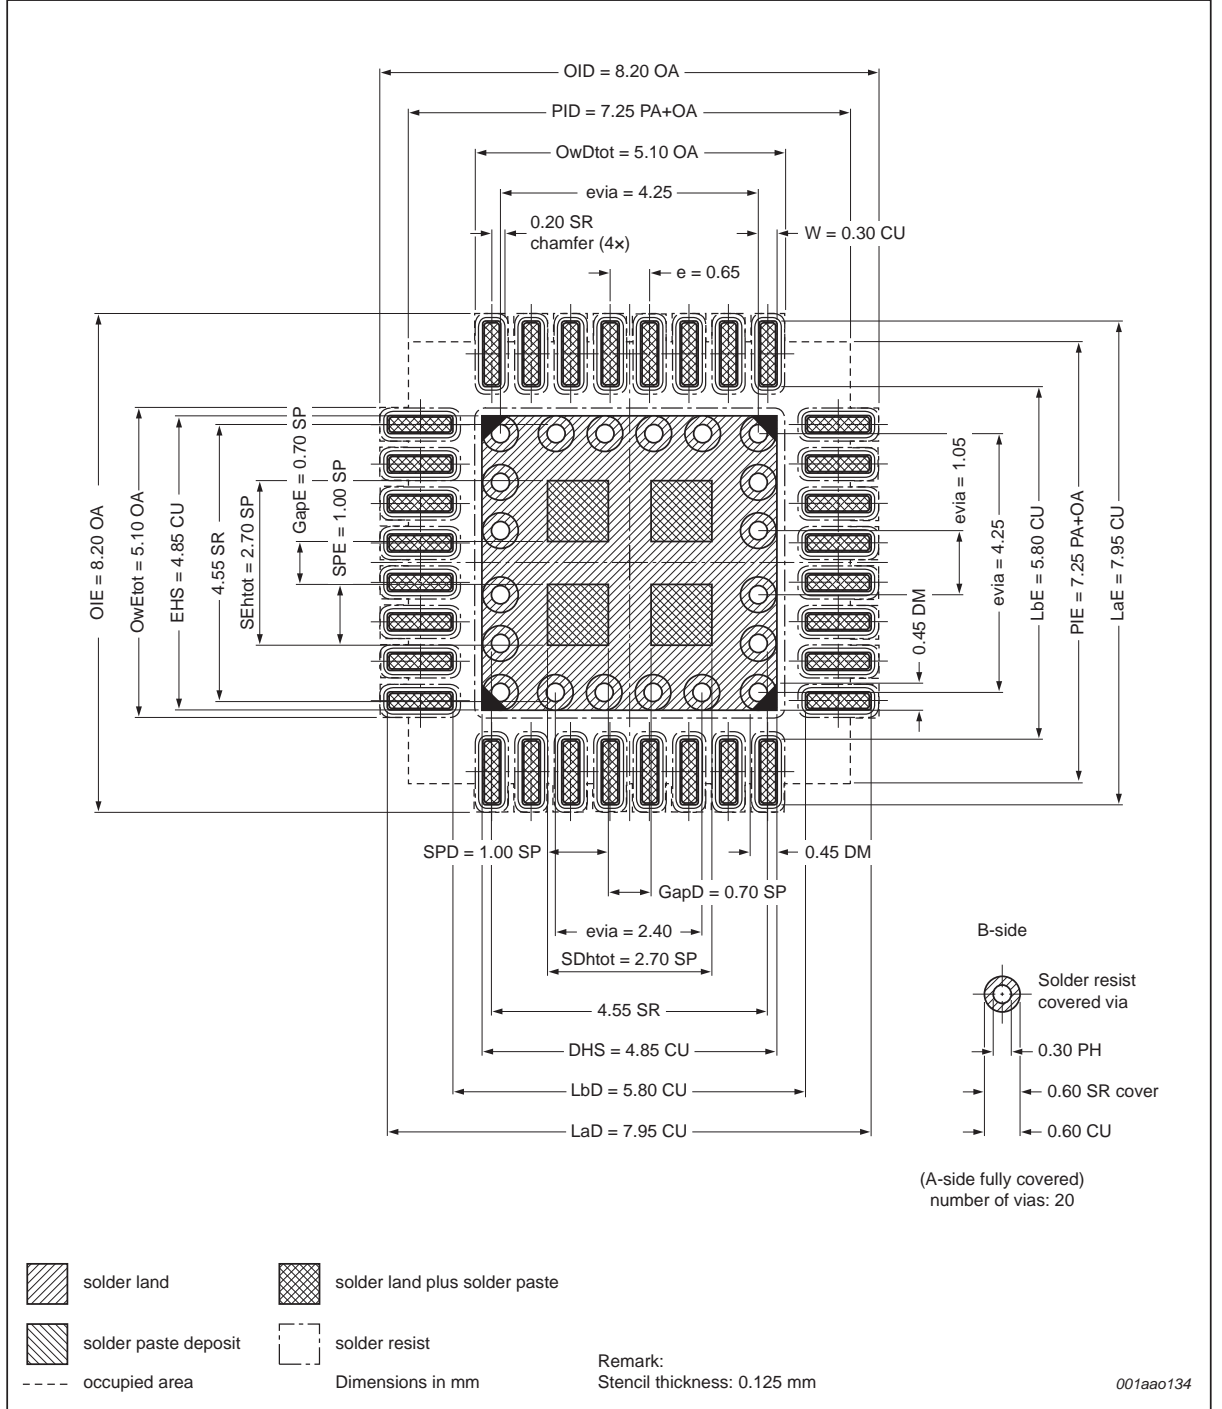 OID = 8.20 OA
PID = 7.25 PA+OA
OwDtot = 5.10 OA
evia = 4.25
0.20 SR
chamfer (4×)
W = 0.30 CU
e = 0.65
OIE = 8.20 OA
OwEtot = 5.10 OA
EHS = 4.85 CU
4.55 SR
SEhtot = 2.70 SP
GapE = 0.70 SP
SPE = 1.00 SP
evia = 1.05
0.45 DM
evia = 4.25
LbE = 5.80 CU
PIE = 7.25 PA+OA
LaE = 7.95 CU
SPD = 1.00 SP
0.45 DM
GapD = 0.70 SP
evia = 2.40
SDhtot = 2.70 SP
4.55 SR
DHS = 4.85 CU
LbD = 5.80 CU
LaD = 7.95 CU
B-side
Solder resist
covered via
0.30 PH
0.60 SR cover
0.60 CU
(A-side fully covered)
number of vias: 20
solder land
solder land plus solder paste
solder paste deposit
solder resist
occupied area
Dimensions in mm
Remark:
Stencil thickness: 0.125 mm
001aao134